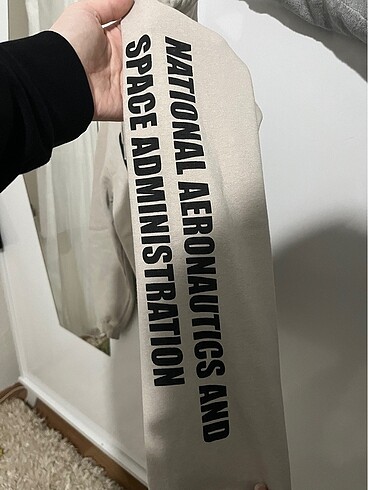 NATIONAL AERONAUTICS AND
SPACE ADMINISTRATION